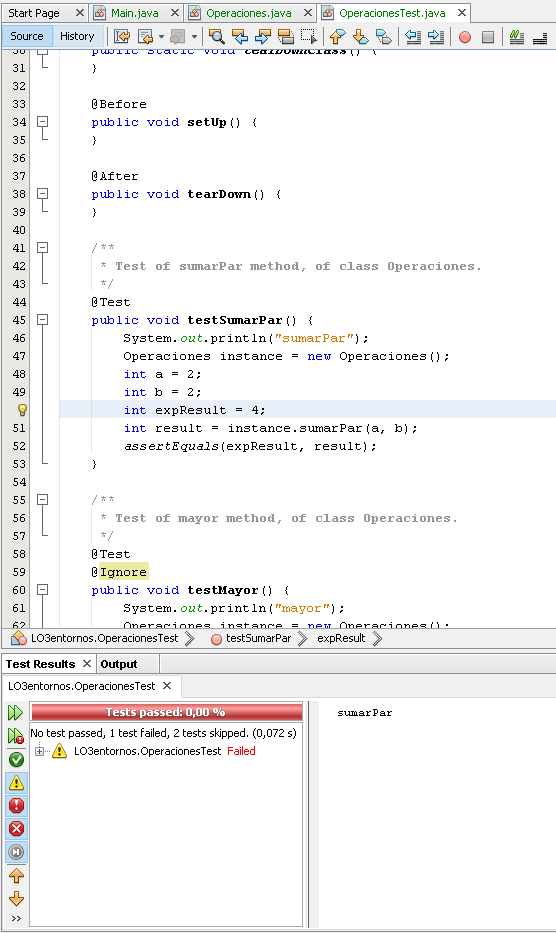 Start Page
Main.java
Operaciones.java
OperacionesTest.java
Source History
30 public static void tearDownClass() {
31 }
32
33 @Before
34 public void setUp() {
35 }
36
37 @After
38 public void tearDown() {
39 }
40
41 /**
42 * Test of sumarPar method, of class Operaciones.
43 */
44 @Test
45 public void testSumarPar() {
46 System.out.println("sumarPar");
47 Operaciones instance = new Operaciones();
48 int a = 2;
49 int b = 2;
int expResult = 4;
51 int result = instance.sumarPar(a, b);
52 assertEquals(expResult, result);
53 }
54
55 /**
56 * Test of mayor method, of class Operaciones.
57 */
58 @Test
59 @Ignore
60 public void testMayor() {
61 System.out.println("mayor");
62 Operaciones instance = new Operaciones();
LO3entornos.OperacionesTest testSumarPar expResult
Test Results Output
LO3entornos.OperacionesTest
Tests passed: 0,00 %
No test passed, 1 test failed, 2 tests skipped. (0,072 s)
LO3entornos.OperacionesTest Failed
sumarPar
>>